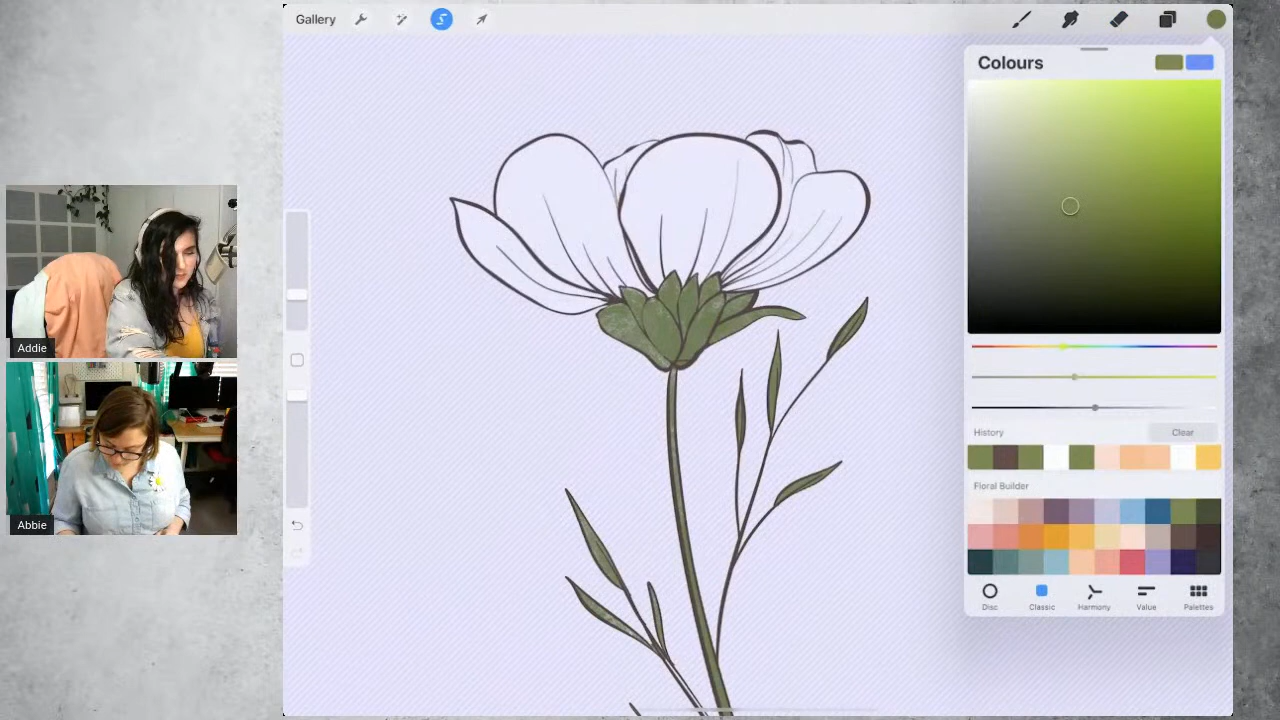 Gallery
Colours
History
Clear
Floral Builder
Disc
Classic
Harmony
Value
Palettes
Addie
Abbie